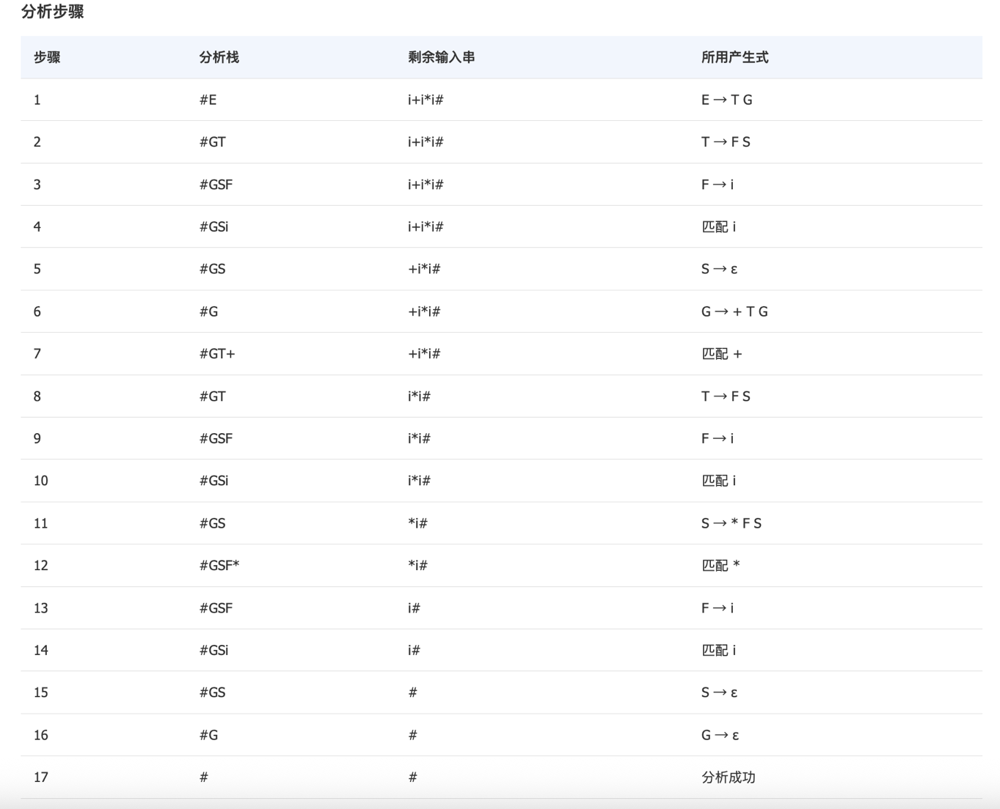 分析步骤
步骤 分析栈 剩余输入串 所用产生式
1 #E i+i*i# E → T G
2 #GT i+i*i# T → F S
3 #GSF i+i*i# F → i
4 #GSi i+i*i# 匹配 i
5 #GS +i*i# S → ε
6 #G +i*i# G → + T G
7 #GT+ +i*i# 匹配 +
8 #GT i*i# T → F S
9 #GSF i*i# F → i
10 #GSi i*i# 匹配 i
11 #GS *i# S → * F S
12 #GSF* *i# 匹配 *
13 #GSF i# F → i
14 #GSi i# 匹配 i
15 #GS # S → ε
16 #G # G → ε
17 # # 分析成功